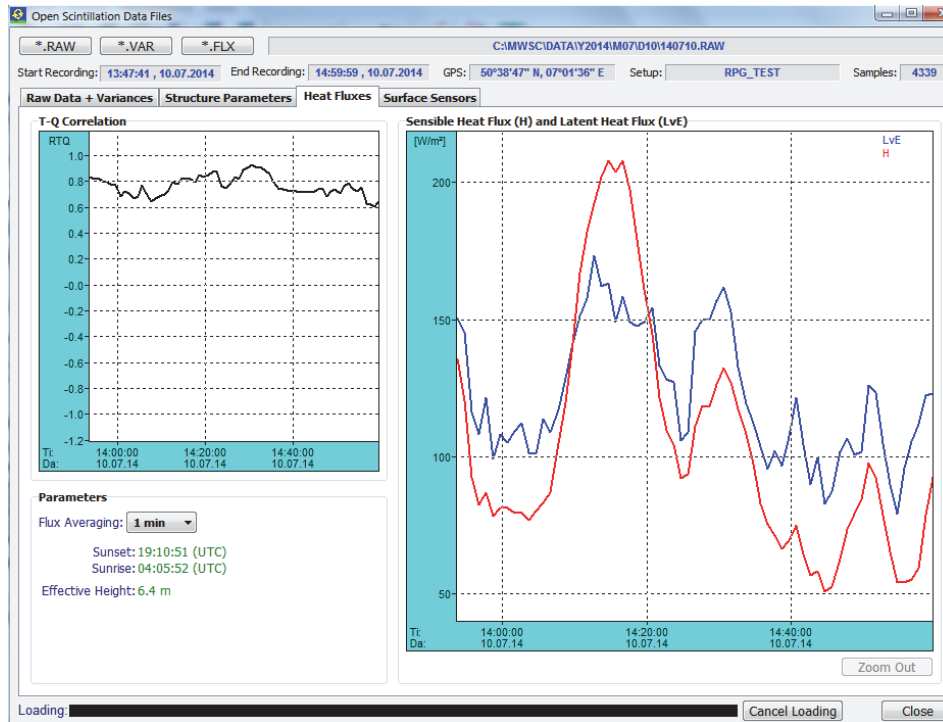 Open Scintillation Data Files
*.RAW *.VAR *.FLX C:\MWSC\DATA\Y2014\M07\D10\140710.RAW
Start Recording: 13:47:41 , 10.07.2014 End Recording: 14:59:59 , 10.07.2014 GPS: 50°38'47" N, 07°01'36" E Setup: RPG_TEST Samples: 4339
Raw Data + Variances Structure Parameters Heat Fluxes Surface Sensors
T-Q Correlation
RTQ
1.0
0.8
0.6
0.4
0.2
-0.0
-0.2
-0.4
-0.6
-0.8
-1.0
-1.2
Ti: 14:00:00 14:20:00 14:40:00
Da: 10.07.14 10.07.14 10.07.14
Parameters
Flux Averaging: 1 min
Sunset: 19:10:51 (UTC)
Sunrise: 04:05:52 (UTC)
Effective Height: 6.4 m
Sensible Heat Flux (H) and Latent Heat Flux (LvE)
[W/m²] LvE
H
200
150
100
50
Ti: 14:00:00 14:20:00 14:40:00
Da: 10.07.14 10.07.14 10.07.14
Zoom Out
Loading: Cancel Loading Close